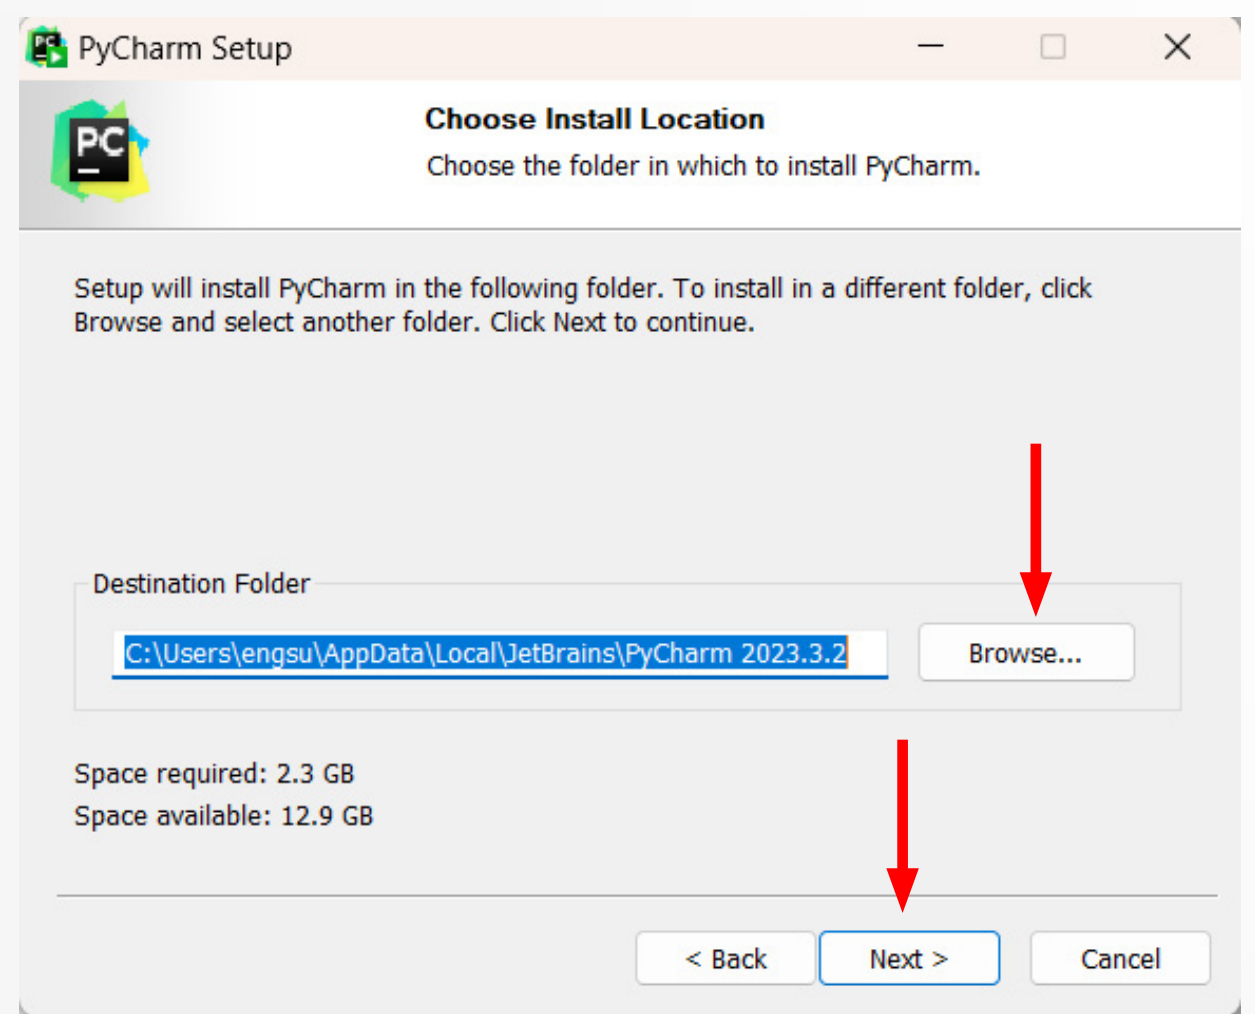 PyCharm Setup
PC
Choose Install Location
Choose the folder in which to install PyCharm.
Setup will install PyCharm in the following folder. To install in a different folder, click
Browse and select another folder. Click Next to continue.
Destination Folder
C:\Users\engsu\AppData\Local\JetBrains\PyCharm 2023.3.2
Browse...
Space required: 2.3 GB
Space available: 12.9 GB
< Back
Next >
Cancel